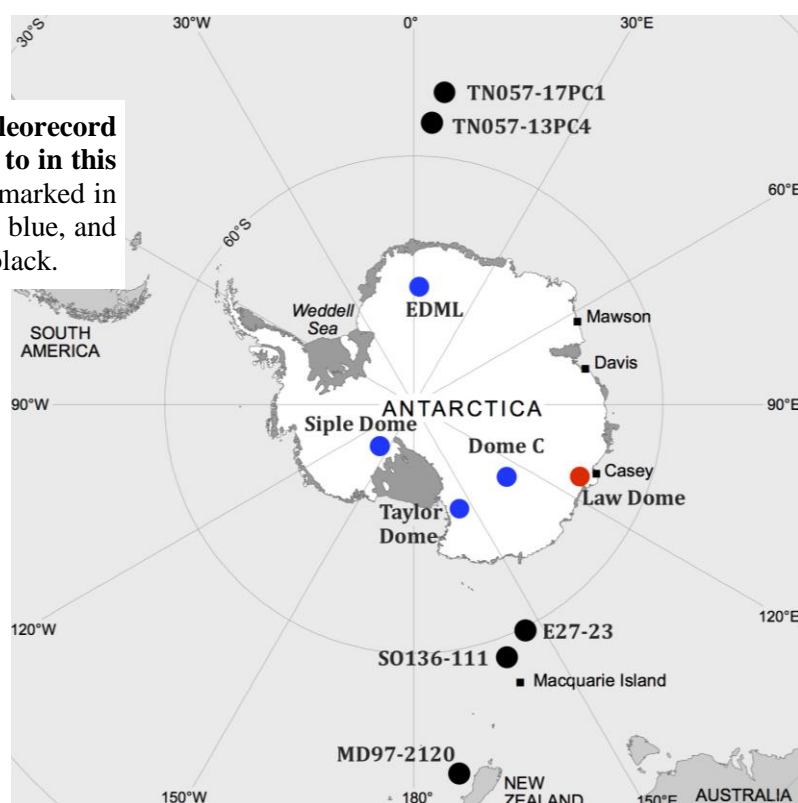 30°S
30°W
0°
30°E
TN057-17PC1
TN057-13PC4
leorecord
to in this
marked in
blue, and
lack.
60°E
60°S
Weddell
Sea
EDML
Mawson
SOUTH
AMERICA
Davis
90°W
ANTARCTICA
90°E
Siple Dome
Dome C
Casey
Law Dome
Taylor
Dome
120°W
120°E
E27-23
SO136-111
Macquarie Island
MD97-2120
150°W
180°
NEW
ZEALAND
150°E
AUSTRALIA